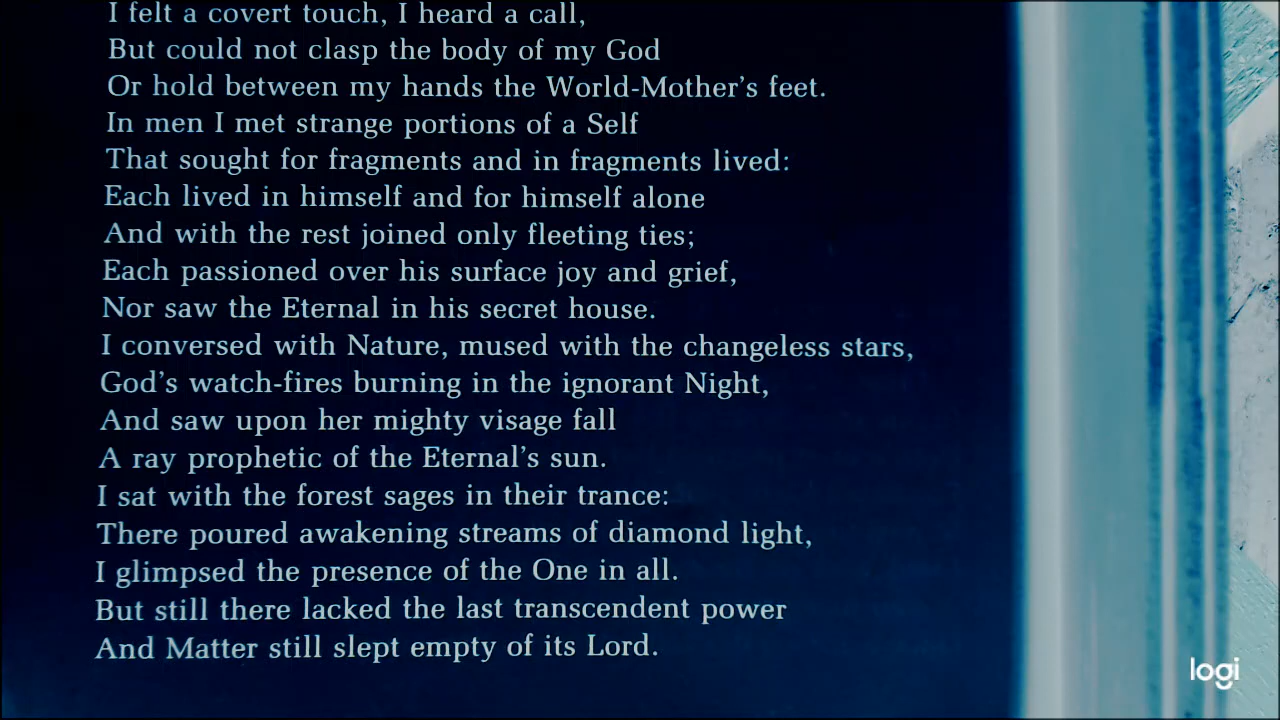 I felt a covert touch, I heard a call,
But could not clasp the body of my God
Or hold between my hands the World-Mother's feet.
In men I met strange portions of a Self
That sought for fragments and in fragments lived:
Each lived in himself and for himself alone
And with the rest joined only fleeting ties;
Each passioned over his surface joy and grief,
Nor saw the Eternal in his secret house.
I conversed with Nature, mused with the changeless stars,
God's watch-fires burning in the ignorant Night,
And saw upon her mighty visage fall
A ray prophetic of the Eternal's sun.
I sat with the forest sages in their trance:
There poured awakening streams of diamond light,
I glimpsed the presence of the One in all.
But still there lacked the last transcendent power
And Matter still slept empty of its Lord.
logi